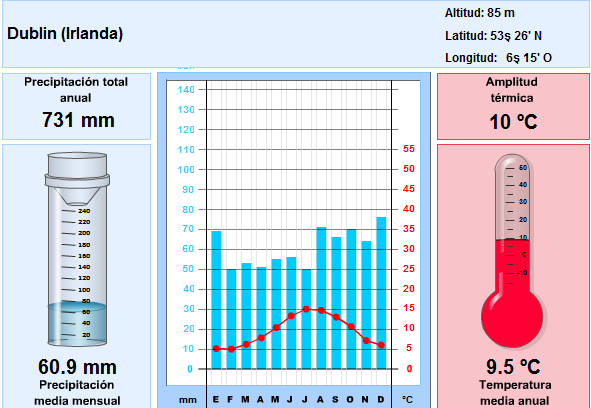 Dublin (Irlanda)
Altitud: 85 m
Latitud: 53ş 26' N
Longitud: 6ş 15' O
Precipitación total
anual
731 mm
240
220
200
180
160
140
120
100
80
60
40
20
60.9 mm
Precipitación
media mensual
140
130
120
110
100
90
80
70
60
50
40
30
20
10
0
55
50
45
40
35
30
25
20
15
10
5
0
mm E F M A M J J A S O N D ºC
Amplitud
térmica
10 ºC
50
40
30
20
10
0
-10
9.5 ºC
Temperatura
media anual